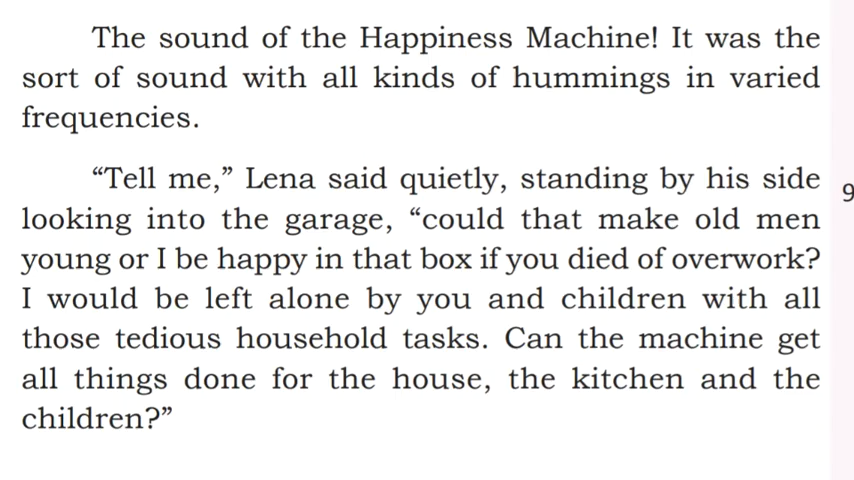 The sound of the Happiness Machine! It was the
sort of sound with all kinds of hummings in varied
frequencies.
“Tell me,” Lena said quietly, standing by his side
looking into the garage, “could that make old men
young or I be happy in that box if you died of overwork?
I would be left alone by you and children with all
those tedious household tasks. Can the machine get
all things done for the house, the kitchen and the
children?”
9